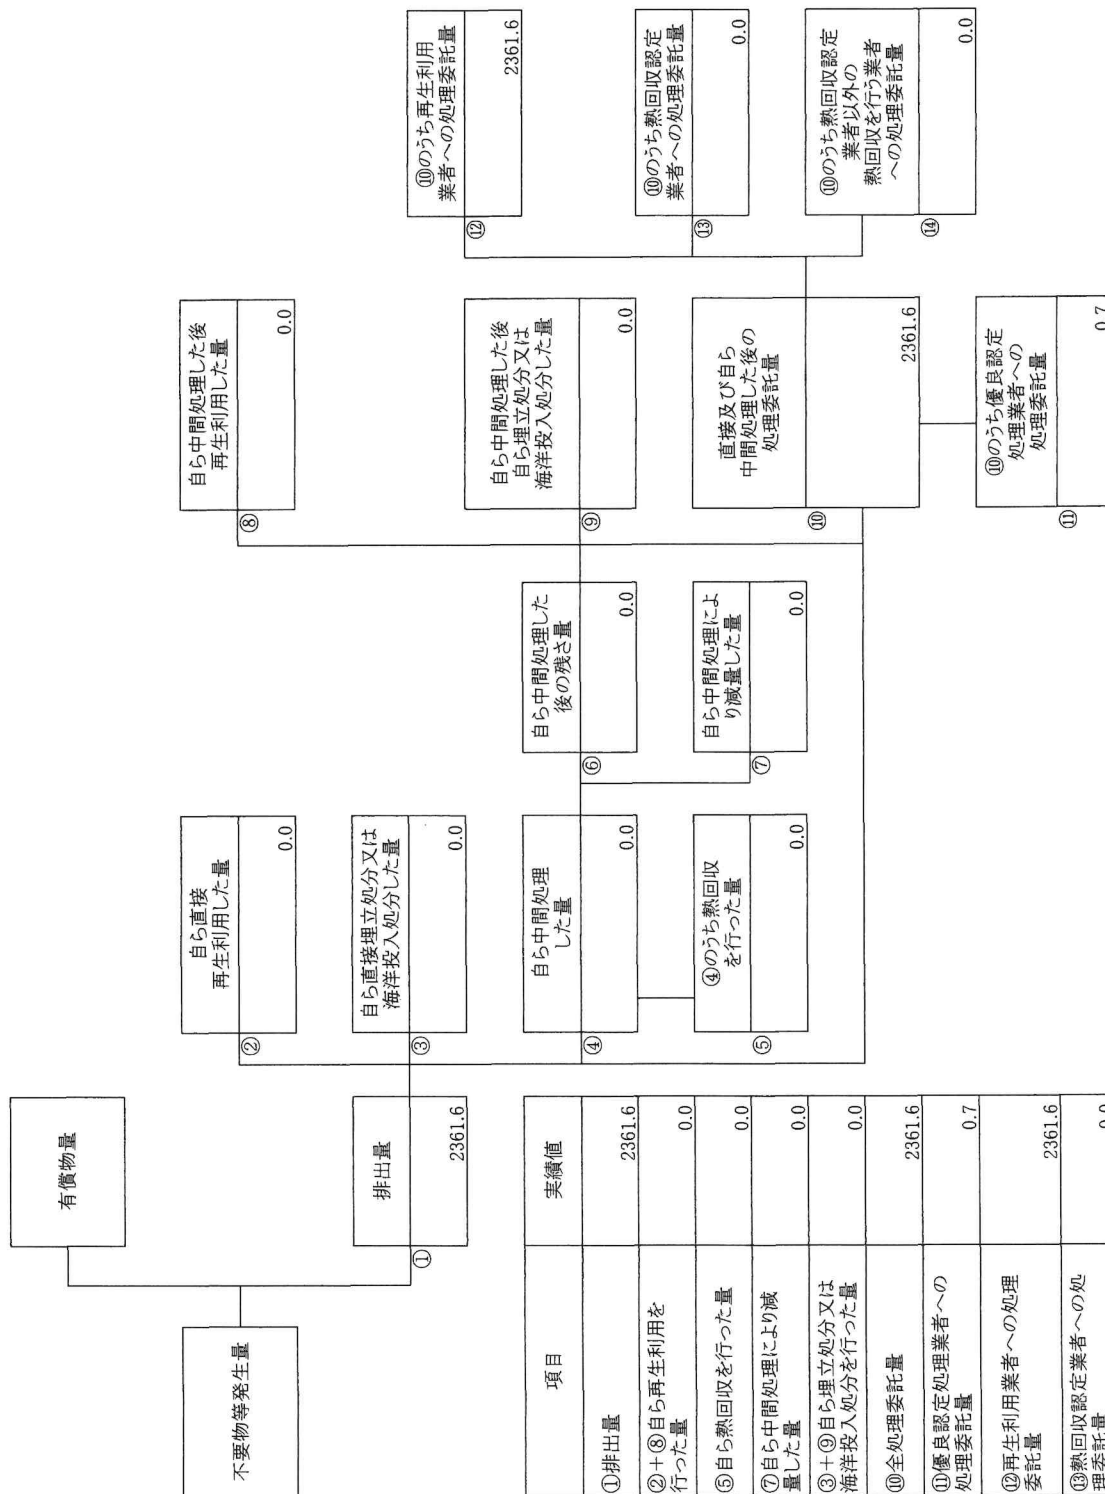 不要物等発生量
有償物量
①
排出量
2361.6
②
自ら直接
再生利用した量
0.0
③
自ら直接埋立処分又は
海洋投入処分した量
0.0
④
自ら中間処理
した量
0.0
⑤
④のうち熱回収
を行った量
0.0
⑥
自ら中間処理した
後の残さ量
0.0
⑦
自ら中間処理によ
り減量した量
0.0
⑧
自ら中間処理した後
再生利用した量
0.0
⑨
自ら中間処理した後
自ら埋立処分又は
海洋投入処分した量
0.0
⑩
直接及び自ら
中間処理した後の
処理委託量
2361.6
⑪
⑩のうち優良認定
処理業者への
処理委託量
0.7
⑫
⑩のうち再生利用
業者への処理委託量
2361.6
⑬
⑩のうち熱回収認定
業者への処理委託量
0.0
⑭
⑩のうち熱回収認定
業者以外の
熱回収を行う業者
への処理委託量
0.0
項目
実績値
①排出量
2361.6
②+⑧自ら再生利用を
行った量
0.0
⑤自ら熱回収を行った量
0.0
⑦自ら中間処理により減
量した量
0.0
③+⑨自ら埋立処分又は
海洋投入処分を行った量
0.0
⑩全処理委託量
2361.6
⑪優良認定処理業者への
処理委託量
0.7
⑫再生利用業者への処理
委託量
2361.6
⑬熱回収認定業者への処
理委託量
0.0